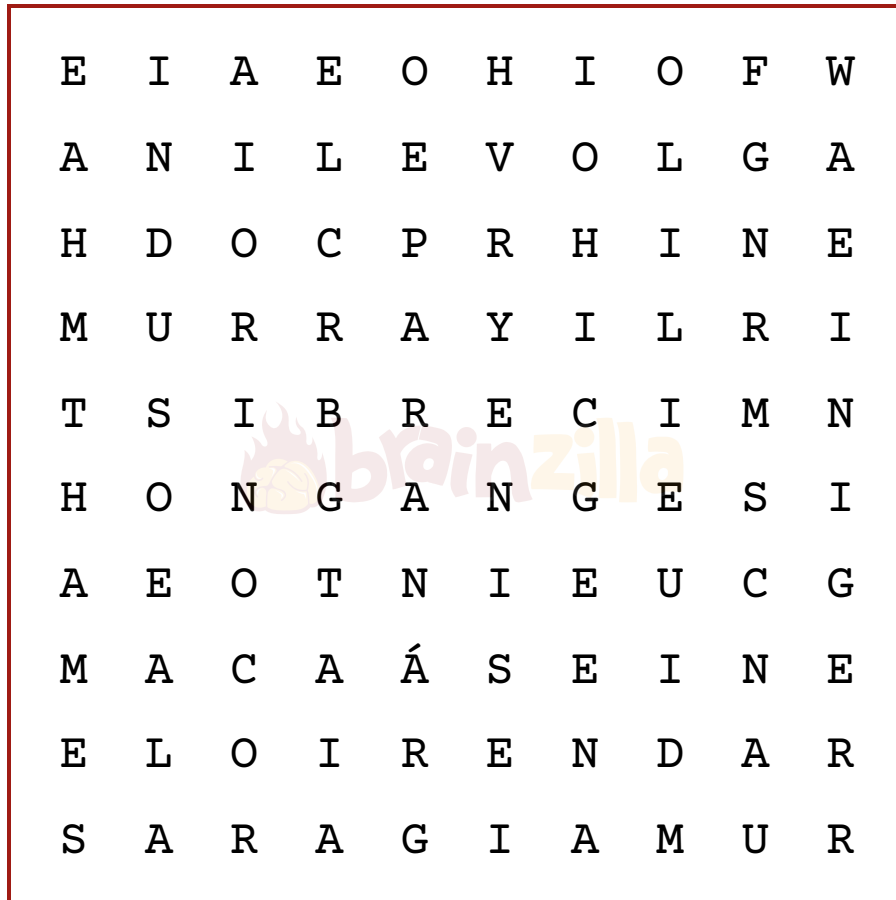 E I A E O H I O F W
A N I L E V O L G A
H D O C P R H I N E
M U R R A Y I L R I
T S I B R E C I M N
brainzilla
H O N G A N G E S I
A E O T N I E U C G
M A C A Á S E I N E
E L O I R E N D A R
S A R A G I A M U R